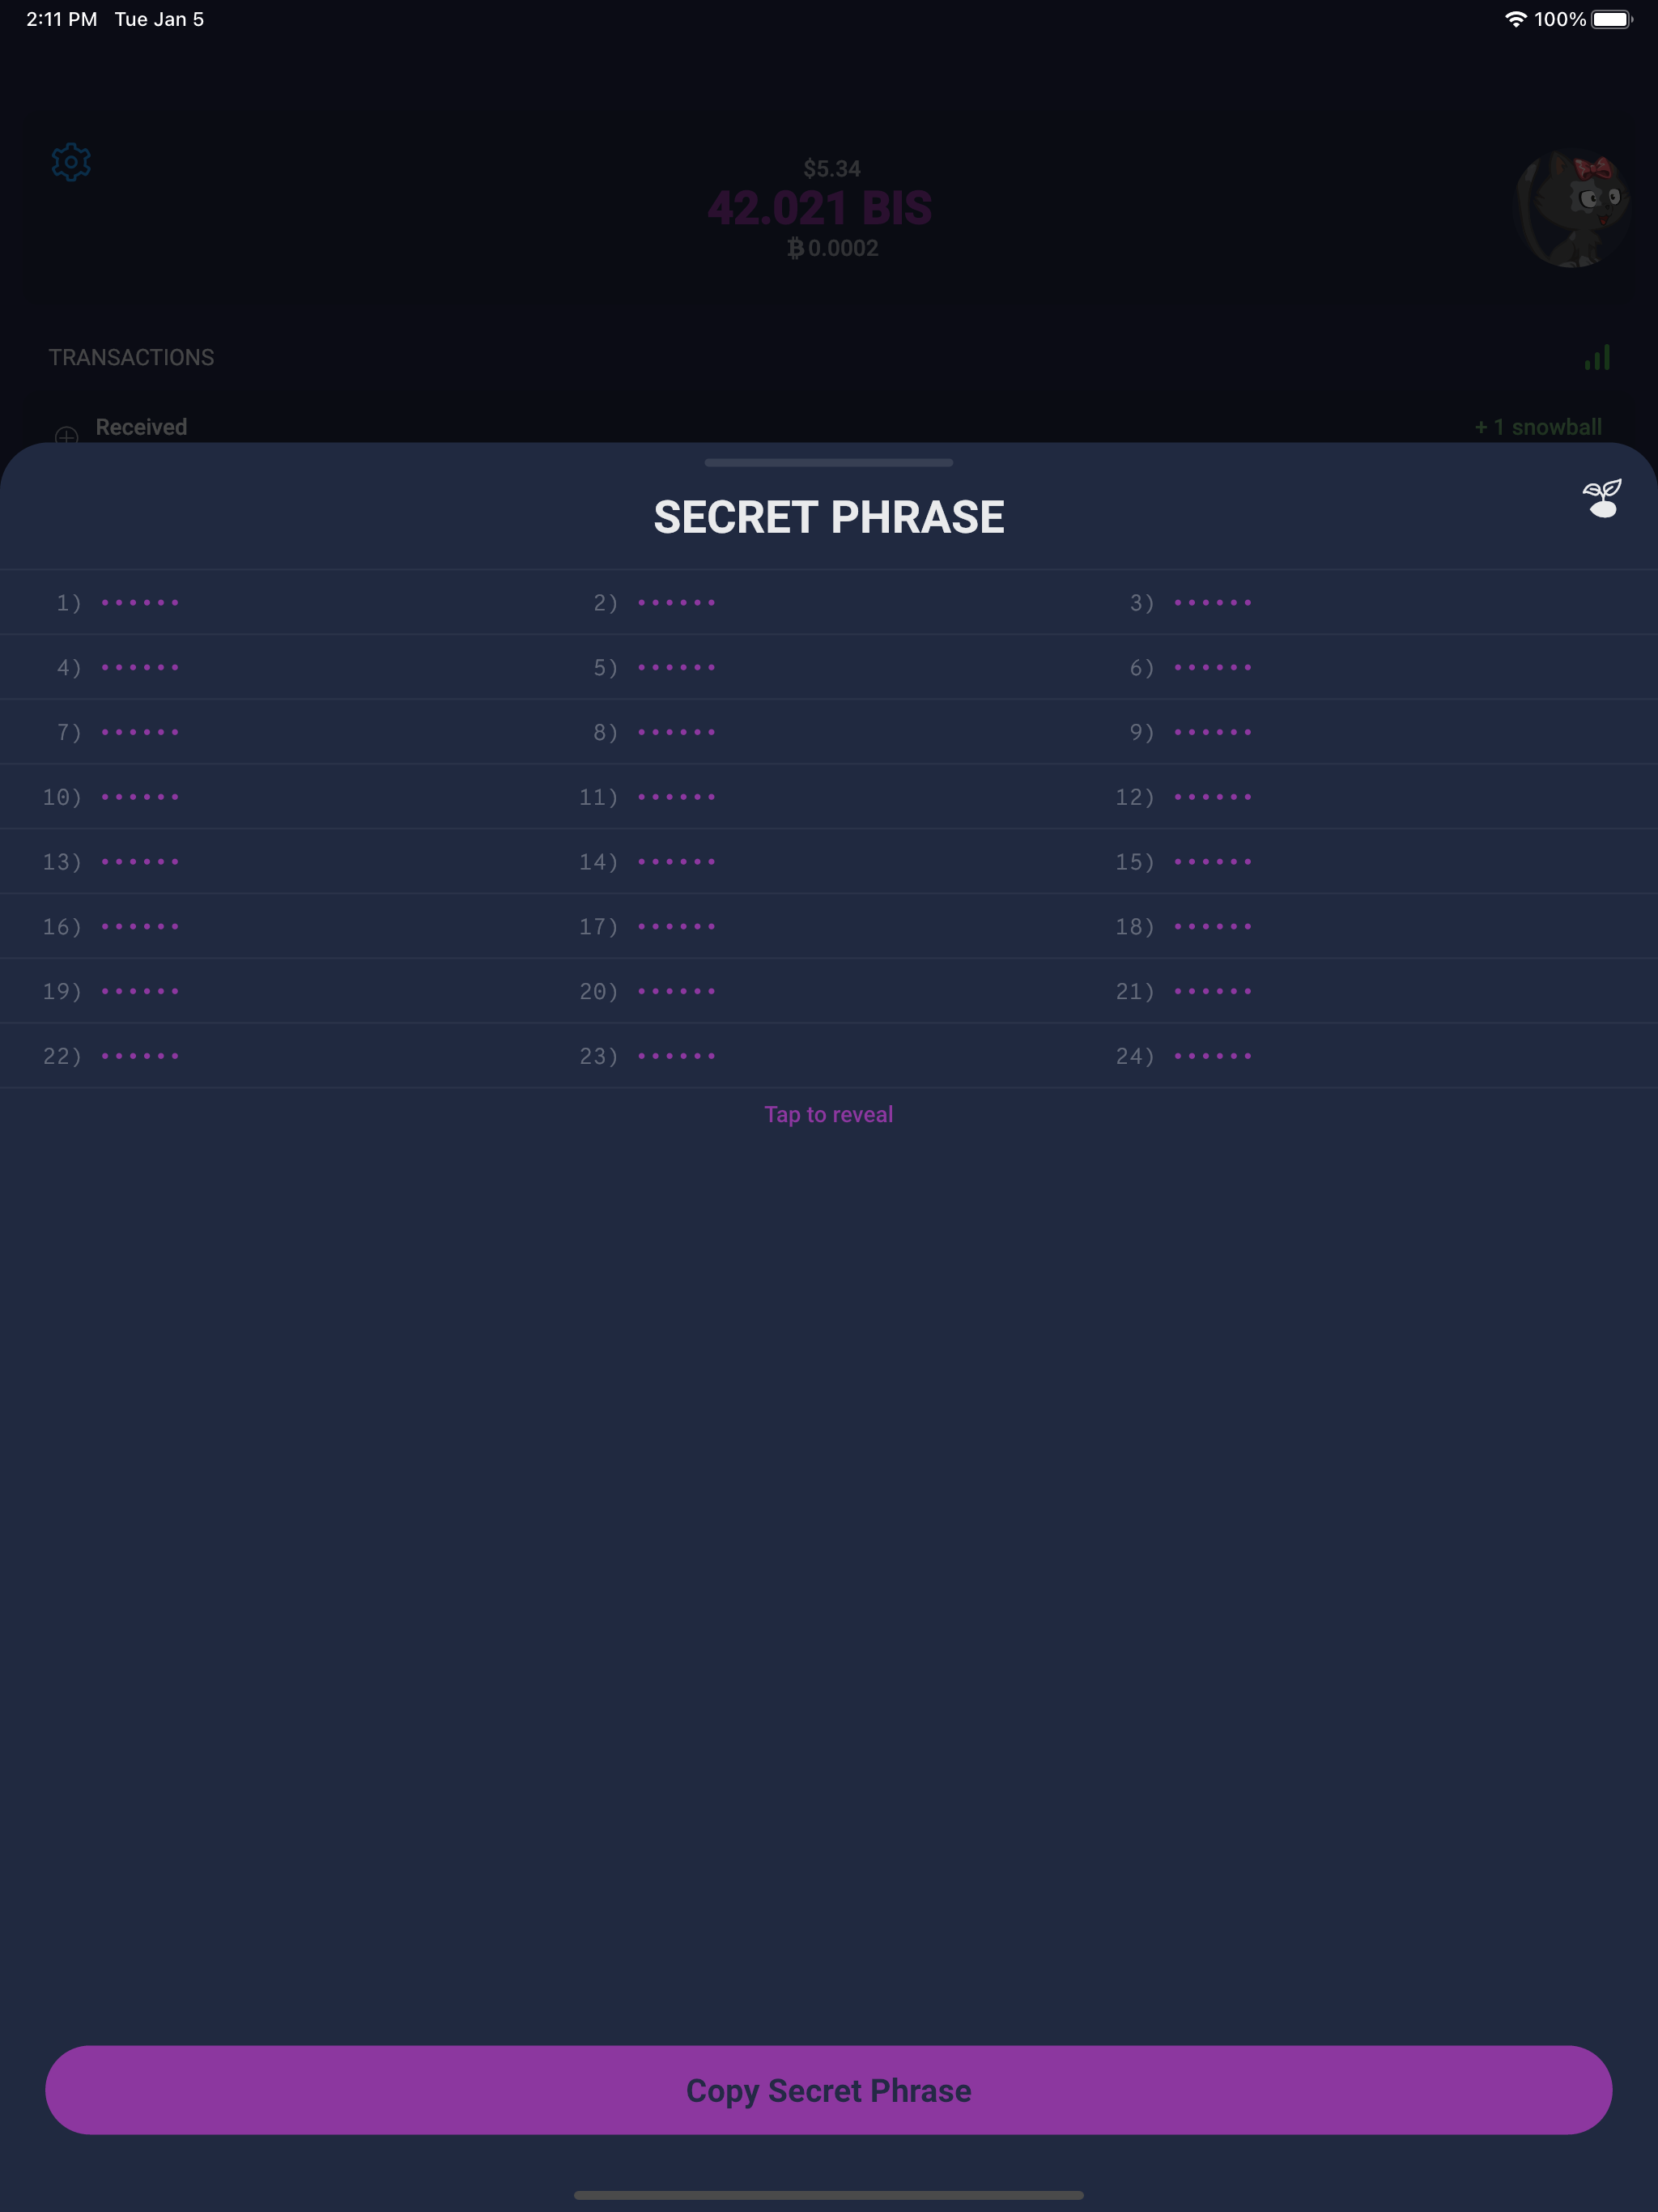 2:11 PM Tue Jan 5 100%
$5.34
42.021 BIS
₿0.0002
TRANSACTIONS
Received + 1 snowball
SECRET PHRASE
1) •••••• 2) •••••• 3) ••••••
4) •••••• 5) •••••• 6) ••••••
7) •••••• 8) •••••• 9) ••••••
10) •••••• 11) •••••• 12) ••••••
13) •••••• 14) •••••• 15) ••••••
16) •••••• 17) •••••• 18) ••••••
19) •••••• 20) •••••• 21) ••••••
22) •••••• 23) •••••• 24) ••••••
Tap to reveal
Copy Secret Phrase